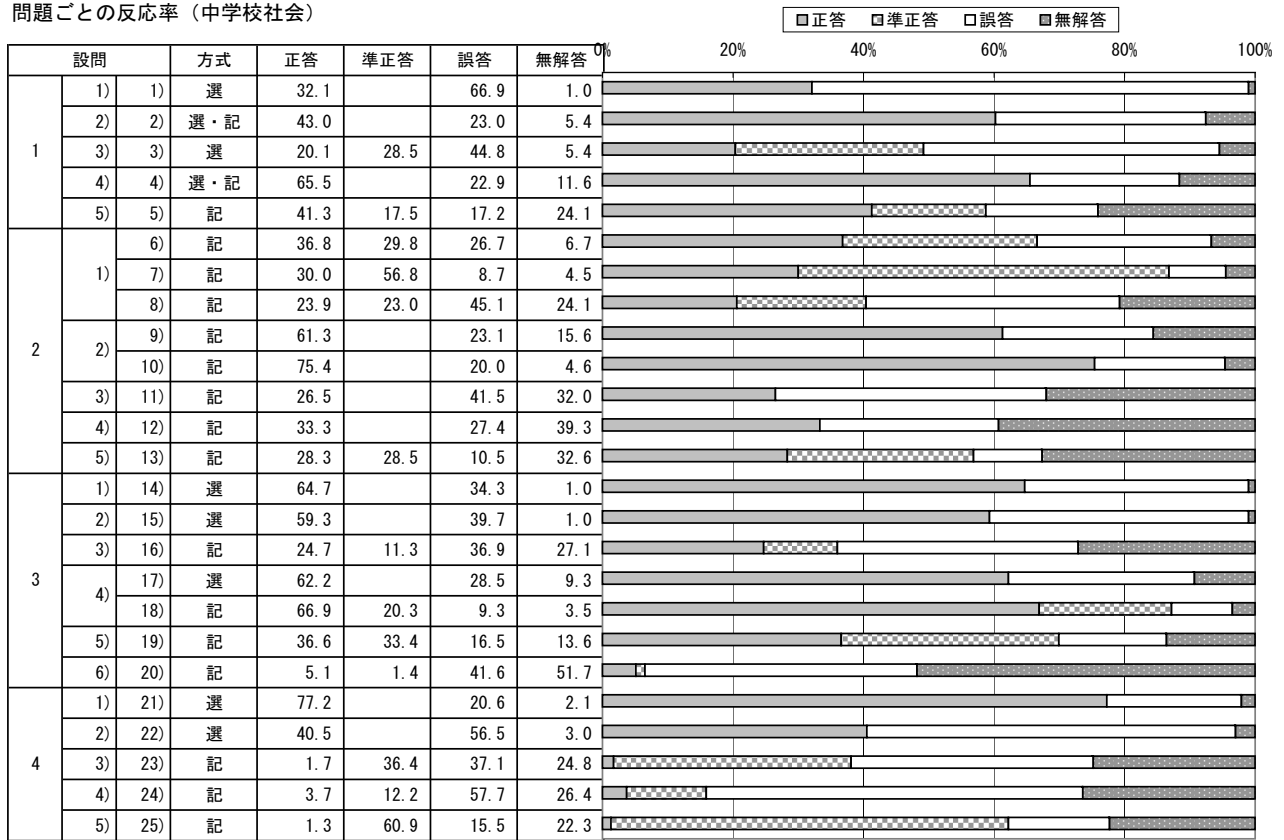 問題ごとの反応率（中学校社会）
正答 準正答 誤答 無解答
設問 方式 正答 準正答 誤答 無解答 0% 20% 40% 60% 80% 100%
1 1) 1) 選 32.1 66.9 1.0
2) 2) 選・記 43.0 23.0 5.4
3) 3) 選 20.1 28.5 44.8 5.4
4) 4) 選・記 65.5 22.9 11.6
5) 5) 記 41.3 17.5 17.2 24.1
2 1) 6) 記 36.8 29.8 26.7 6.7
7) 記 30.0 56.8 8.7 4.5
8) 記 23.9 23.0 45.1 24.1
2) 9) 記 61.3 23.1 15.6
10) 記 75.4 20.0 4.6
3) 11) 記 26.5 41.5 32.0
4) 12) 記 33.3 27.4 39.3
5) 13) 記 28.3 28.5 10.5 32.6
3 1) 14) 選 64.7 34.3 1.0
2) 15) 選 59.3 39.7 1.0
3) 16) 記 24.7 11.3 36.9 27.1
4) 17) 選 62.2 28.5 9.3
18) 記 66.9 20.3 9.3 3.5
5) 19) 記 36.6 33.4 16.5 13.6
6) 20) 記 5.1 1.4 41.6 51.7
4 1) 21) 選 77.2 20.6 2.1
2) 22) 選 40.5 56.5 3.0
3) 23) 記 1.7 36.4 37.1 24.8
4) 24) 記 3.7 12.2 57.7 26.4
5) 25) 記 1.3 60.9 15.5 22.3